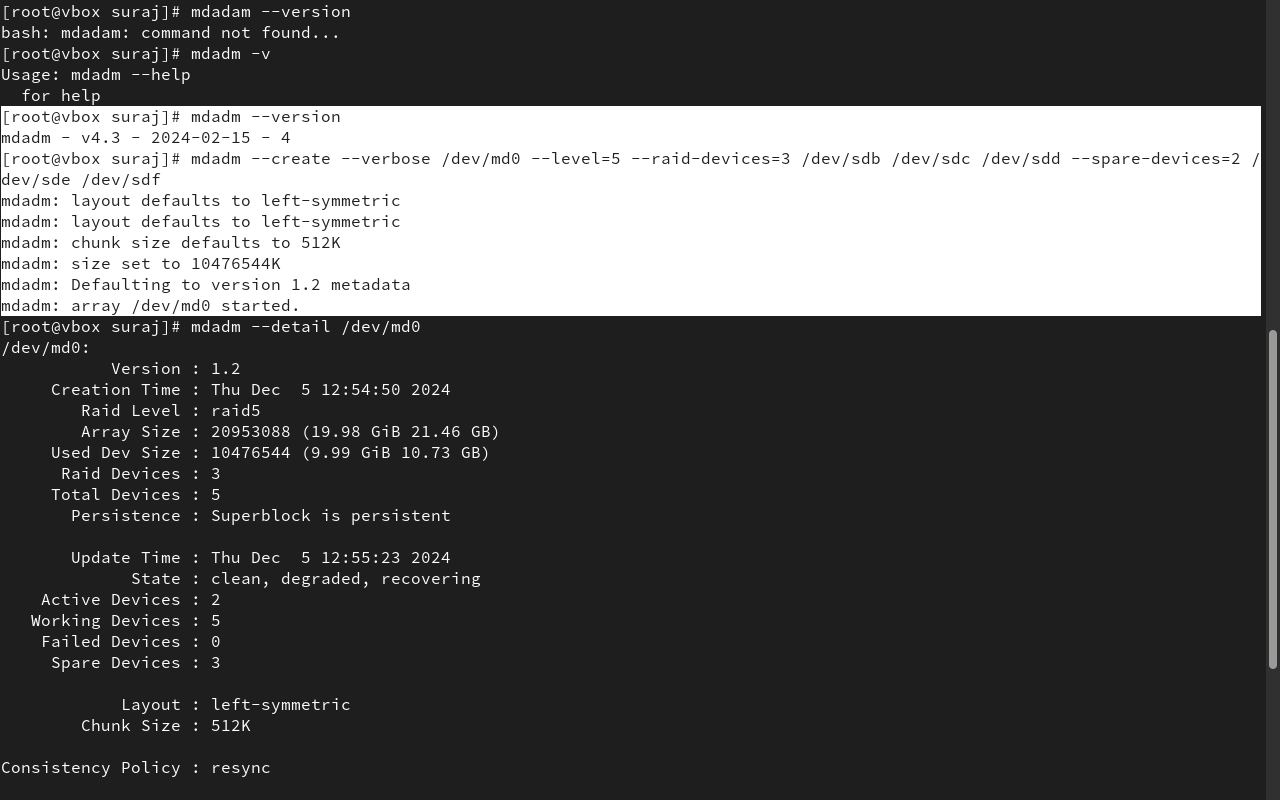 [root@vbox suraj]# mdadam --version
bash: mdadam: command not found...
[root@vbox suraj]# mdadm -v
Usage: mdadm --help
  for help
[root@vbox suraj]# mdadm --version
mdadm - v4.3 - 2024-02-15 - 4
[root@vbox suraj]# mdadm --create --verbose /dev/md0 --level=5 --raid-devices=3 /dev/sdb /dev/sdc /dev/sdd --spare-devices=2 /
dev/sde /dev/sdf
mdadm: layout defaults to left-symmetric
mdadm: layout defaults to left-symmetric
mdadm: chunk size defaults to 512K
mdadm: size set to 10476544K
mdadm: Defaulting to version 1.2 metadata
mdadm: array /dev/md0 started.
[root@vbox suraj]# mdadm --detail /dev/md0
/dev/md0:
           Version : 1.2
     Creation Time : Thu Dec  5 12:54:50 2024
        Raid Level : raid5
        Array Size : 20953088 (19.98 GiB 21.46 GB)
     Used Dev Size : 10476544 (9.99 GiB 10.73 GB)
      Raid Devices : 3
     Total Devices : 5
       Persistence : Superblock is persistent

       Update Time : Thu Dec  5 12:55:23 2024
             State : clean, degraded, recovering
    Active Devices : 2
   Working Devices : 5
    Failed Devices : 0
     Spare Devices : 3

            Layout : left-symmetric
        Chunk Size : 512K

Consistency Policy : resync